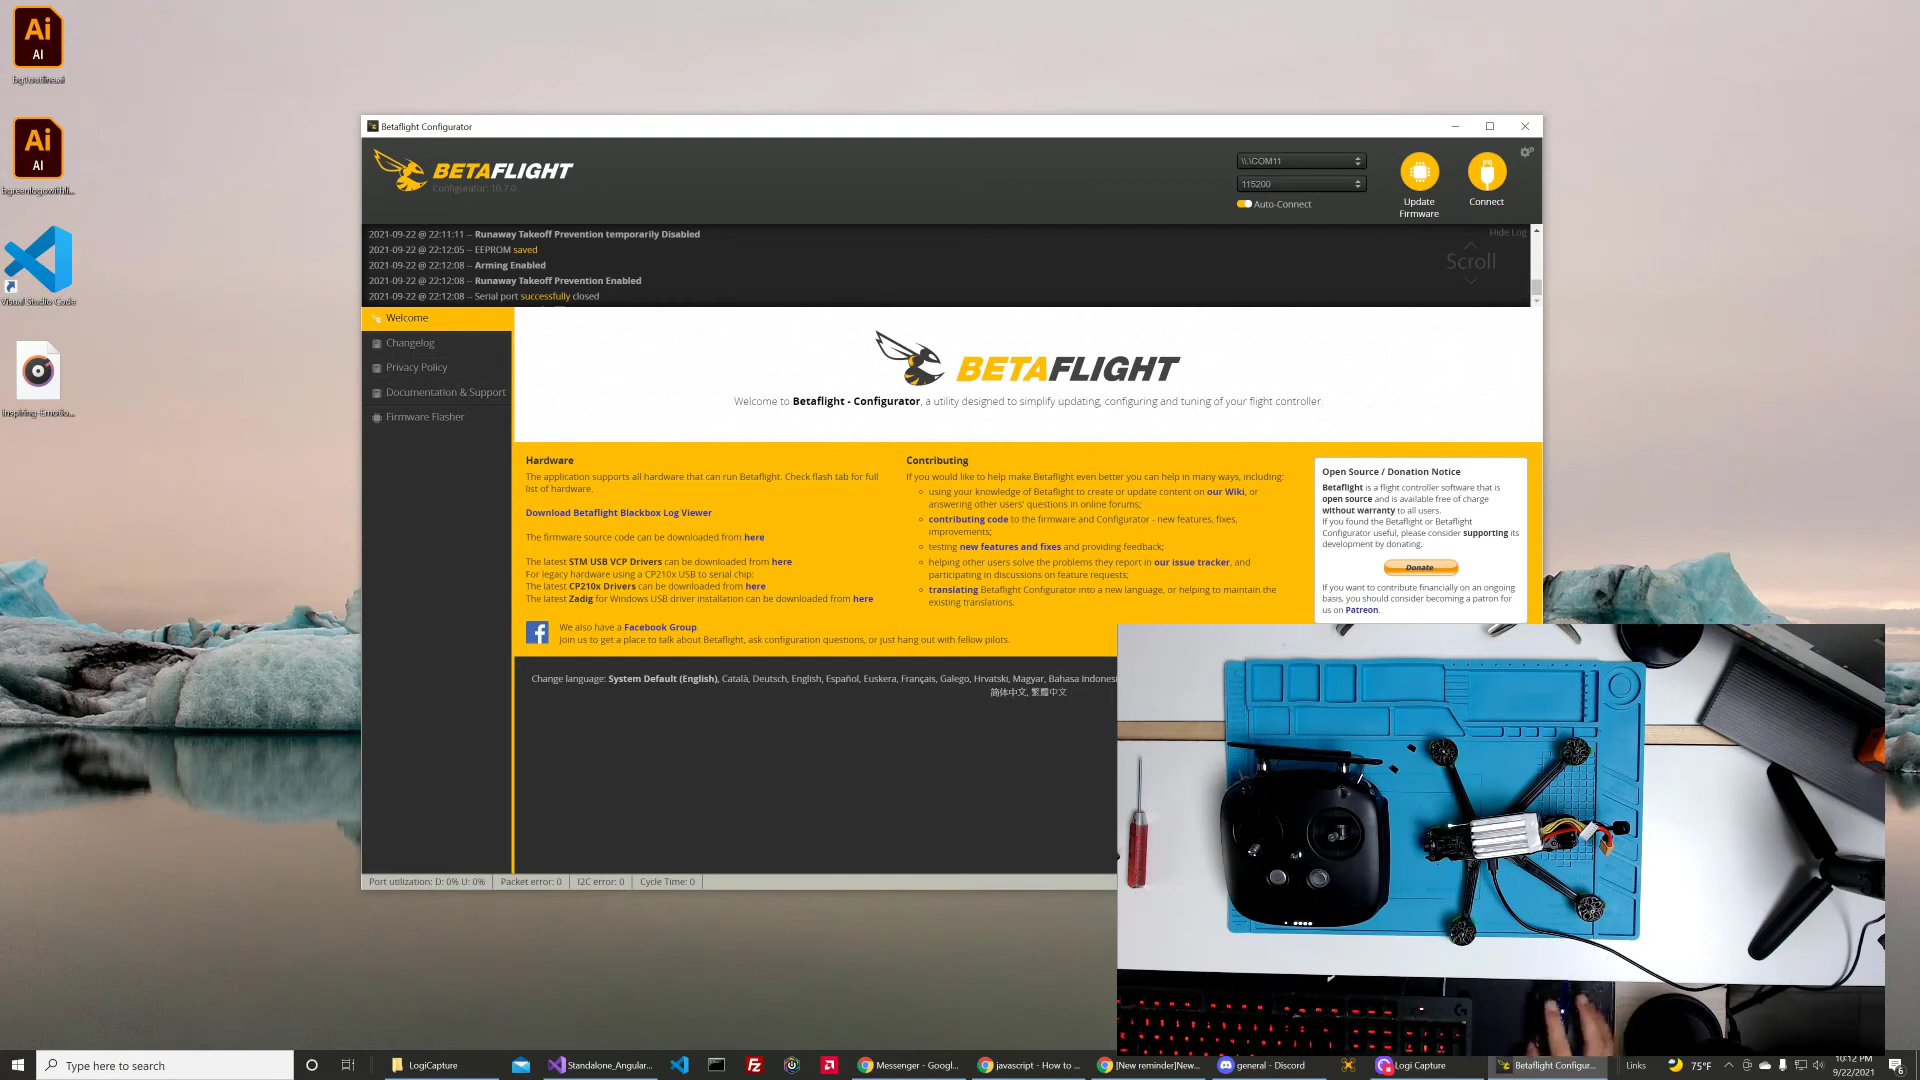 Ai
AI
Ai
AI
bgreenlogowithli...
Visual Studio Code
Inspiring-Emotio...
Betaflight Configurator
BETAFLIGHT
Configurator: 10.7.0
\\.\COM11
115200
Auto-Connect
Update
Firmware
Connect
Hide Log
Scroll
2021-09-22 @ 22:11:11 -- Runaway Takeoff Prevention temporarily Disabled
2021-09-22 @ 22:12:05 -- EEPROM saved
2021-09-22 @ 22:12:08 -- Arming Enabled
2021-09-22 @ 22:12:08 -- Runaway Takeoff Prevention Enabled
2021-09-22 @ 22:12:08 -- Serial port successfully closed
Welcome
Changelog
Privacy Policy
Documentation & Support
Firmware Flasher
BETAFLIGHT
Welcome to Betaflight - Configurator, a utility designed to simplify updating, configuring and tuning of your flight controller.
Hardware
The application supports all hardware that can run Betaflight. Check flash tab for full
list of hardware.
Download Betaflight Blackbox Log Viewer
The firmware source code can be downloaded from here
The latest STM USB VCP Drivers can be downloaded from here
For legacy hardware using a CP210x USB to serial chip:
The latest CP210x Drivers can be downloaded from here
The latest Zadig for Windows USB driver installation can be downloaded from here
We also have a Facebook Group.
Join us to get a place to talk about Betaflight, ask configuration questions, or just hang out with fellow pilots.
Contributing
If you would like to help make Betaflight even better you can help in many ways, including:
using your knowledge of Betaflight to create or update content on our Wiki, or
answering other users' questions in online forums;
contributing code to the firmware and Configurator - new features, fixes,
improvements;
testing new features and fixes and providing feedback;
helping other users solve the problems they report in our issue tracker, and
participating in discussions on feature requests;
translating Betaflight Configurator into a new language, or helping to maintain the
existing translations.
Open Source / Donation Notice
Betaflight is a flight controller software that is
open source and is available free of charge
without warranty to all users.
If you found the Betaflight or Betaflight
Configurator useful, please consider supporting its
development by donating.
Donate
If you want to contribute financially on an ongoing
basis, you should consider becoming a patron for
us on Patreon.
Change language: System Default (English), Català, Deutsch, English, Español, Euskera, Français, Galego, Hrvatski, Magyar, Bahasa Indonesi
简体中文, 繁體中文
Port utilization: D: 0% U: 0%
Packet error: 0
I2C error: 0
Cycle Time: 0
Type here to search
LogiCapture
Standalone_Angular...
Messenger - Googl...
javascript - How to ...
[New reminder]New...
general - Discord
Logi Capture
Betaflight Configur...
Links
75°F
10:12 PM
9/22/2021
6